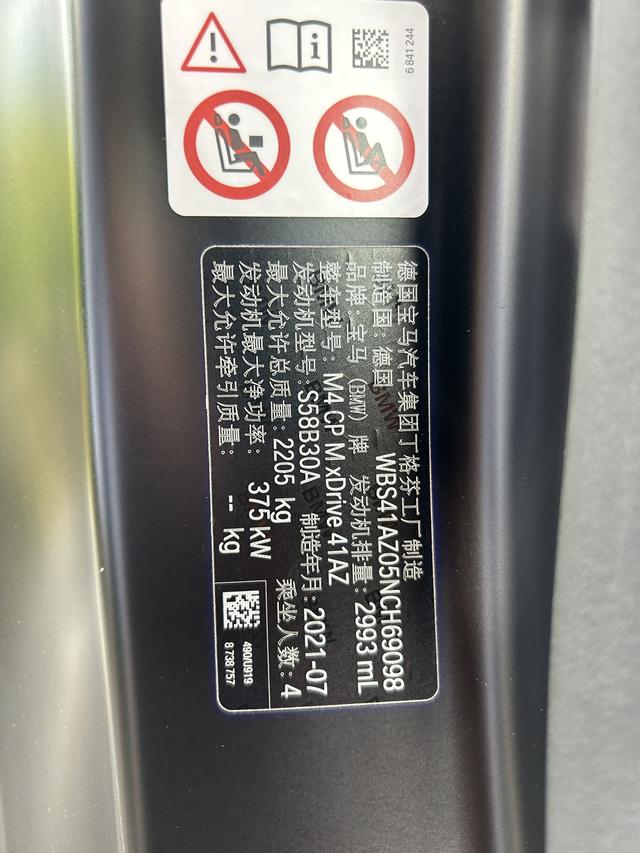 6 841 244
德国宝马汽车集团丁格芬工厂制造
制造国: 德国 WBS41AZ05NCH69098
品牌: 宝马 (BMW) 牌 发动机排量: 2993 mL
整车型号: M4 CP M xDrive 41AZ
发动机型号: S58B30A 制造年月: 2021-07
最大允许总质量: 2205 kg 乘坐人数: 4
发动机最大净功率: 375 kW
最大允许牵引质量: -- kg
490U919
8 738 757